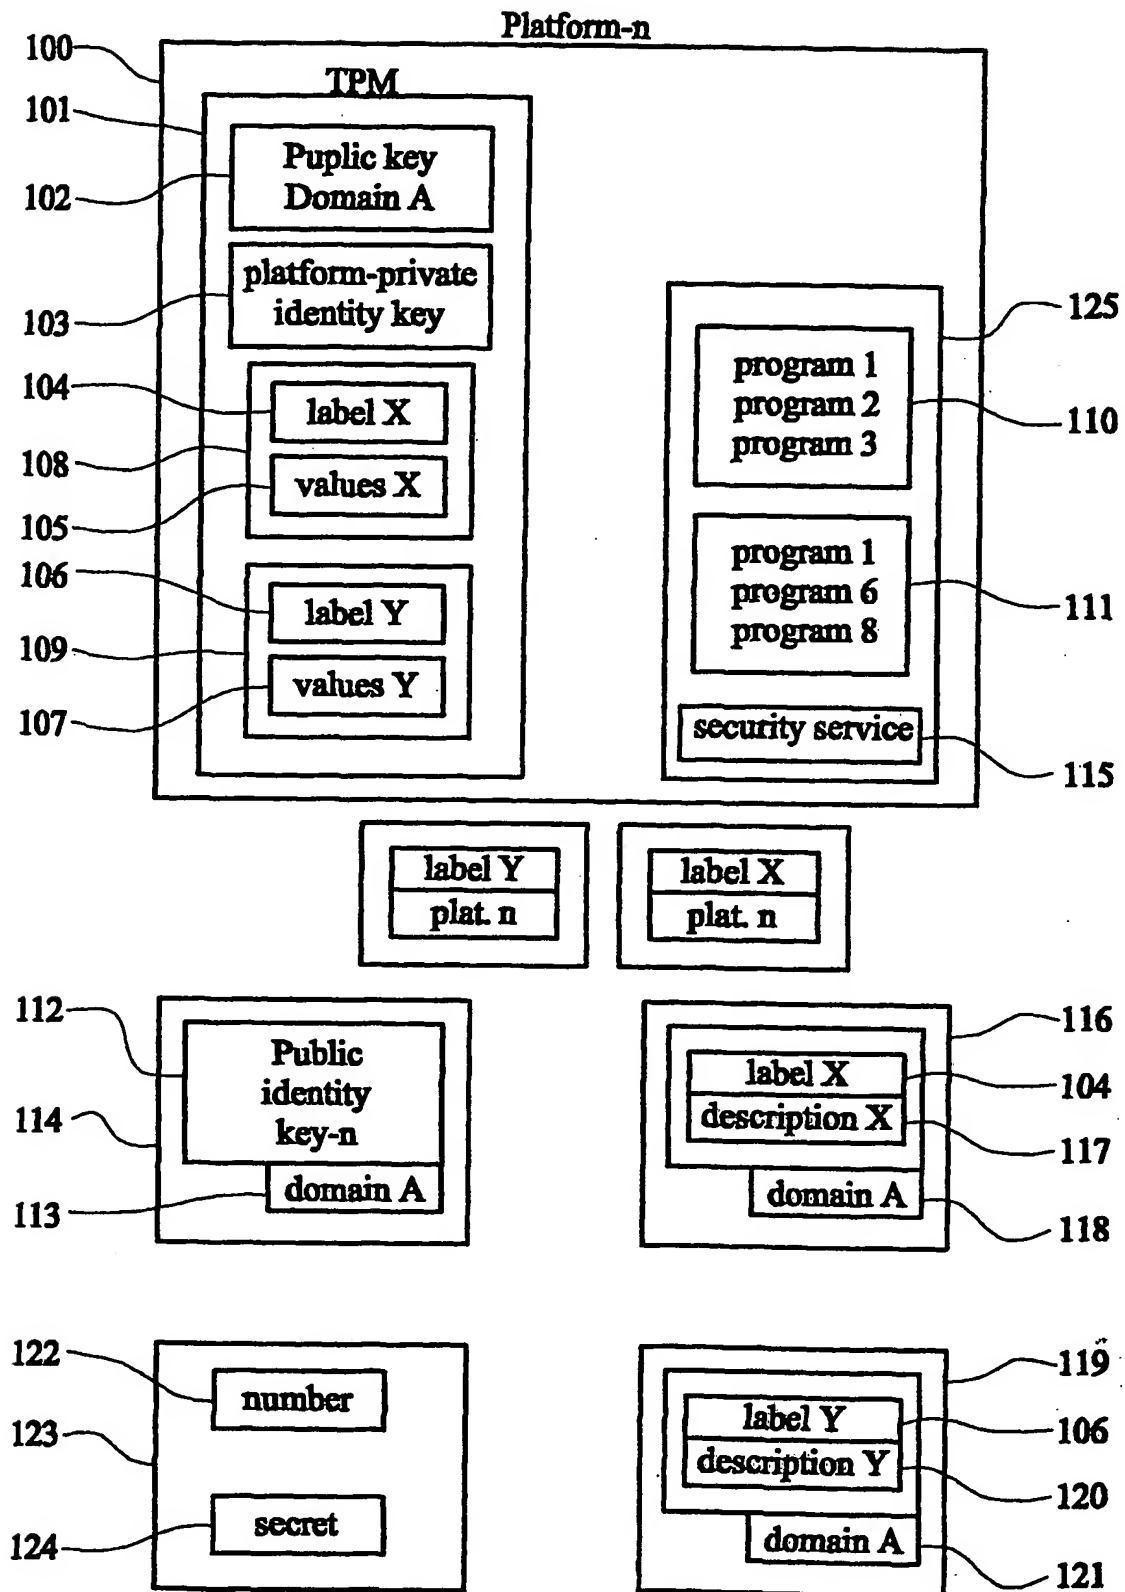 Platform-n
100
TPM
101
Puplic key
Domain A
102
platform-private
identity key
103
104
label X
108
values X
105
106
label Y
109
values Y
107
125
program 1
program 2
program 3
110
program 1
program 6
program 8
111
security service
115
label Y
plat. n
label X
plat. n
112
Public
identity
key-n
114
domain A
113
116
label X
104
description X
117
domain A
118
122
number
123
secret
124
119
label Y
106
description Y
120
domain A
121